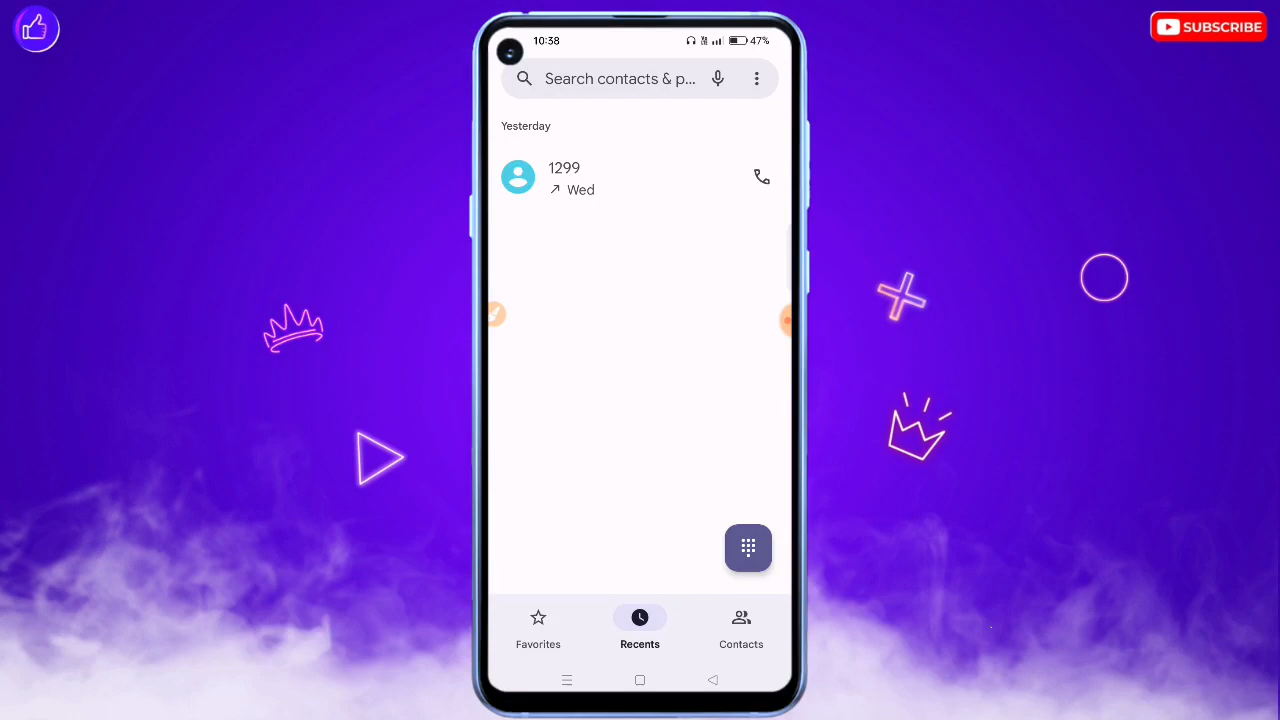 SUBSCRIBE
10:38
47%
Search contacts & p...
Yesterday
1299
Wed
Favorites
Recents
Contacts